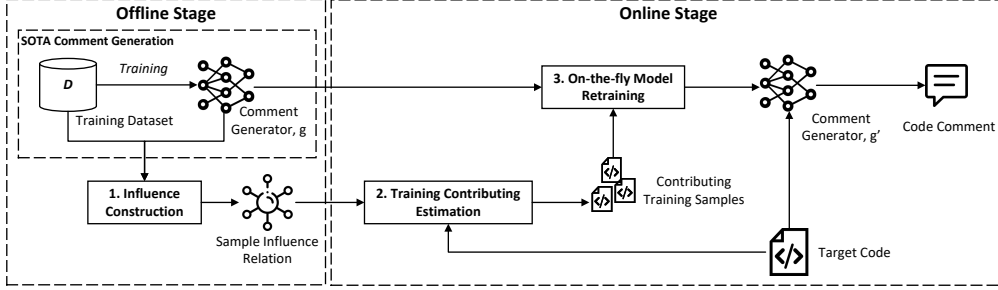 Offline Stage
Online Stage
SOTA Comment Generation
D
Training
Training Dataset
Comment
Generator, g
1. Influence
Construction
Sample Influence
Relation
2. Training Contributing
Estimation
Contributing
Training Samples
3. On-the-fly Model
Retraining
Comment
Generator, g’
Code Comment
Target Code